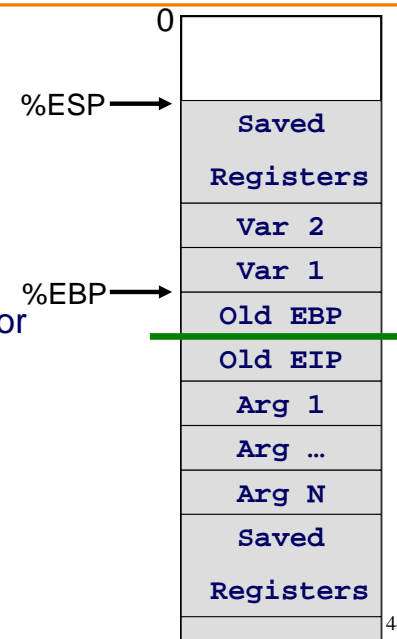 0
%ESP
Saved
Registers
Var 2
Var 1
%EBP
or
Old EBP
Old EIP
Arg 1
Arg …
Arg N
Saved
Registers
4